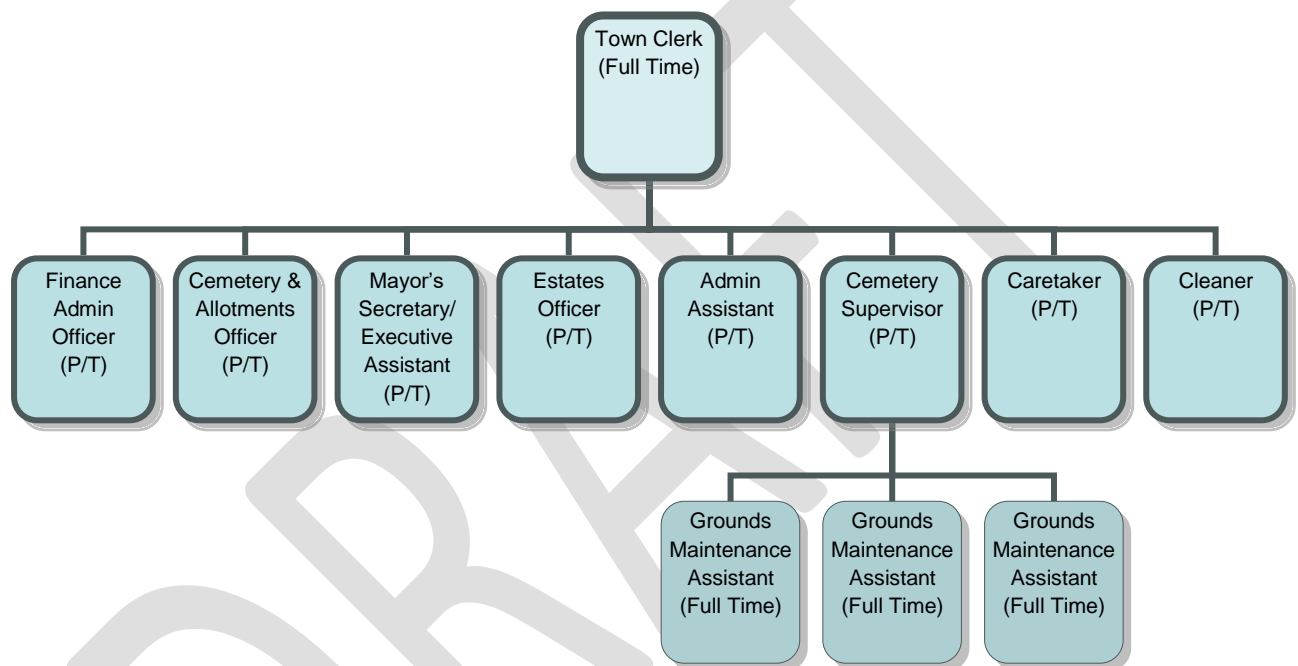 Town Clerk
(Full Time)
Finance
Admin
Officer
(P/T)
Cemetery &
Allotments
Officer
(P/T)
Mayor’s
Secretary/
Executive
Assistant
(P/T)
Estates
Officer
(P/T)
Admin
Assistant
(P/T)
Cemetery
Supervisor
(P/T)
Caretaker
(P/T)
Cleaner
(P/T)
Grounds
Maintenance
Assistant
(Full Time)
Grounds
Maintenance
Assistant
(Full Time)
Grounds
Maintenance
Assistant
(Full Time)
DRAFT